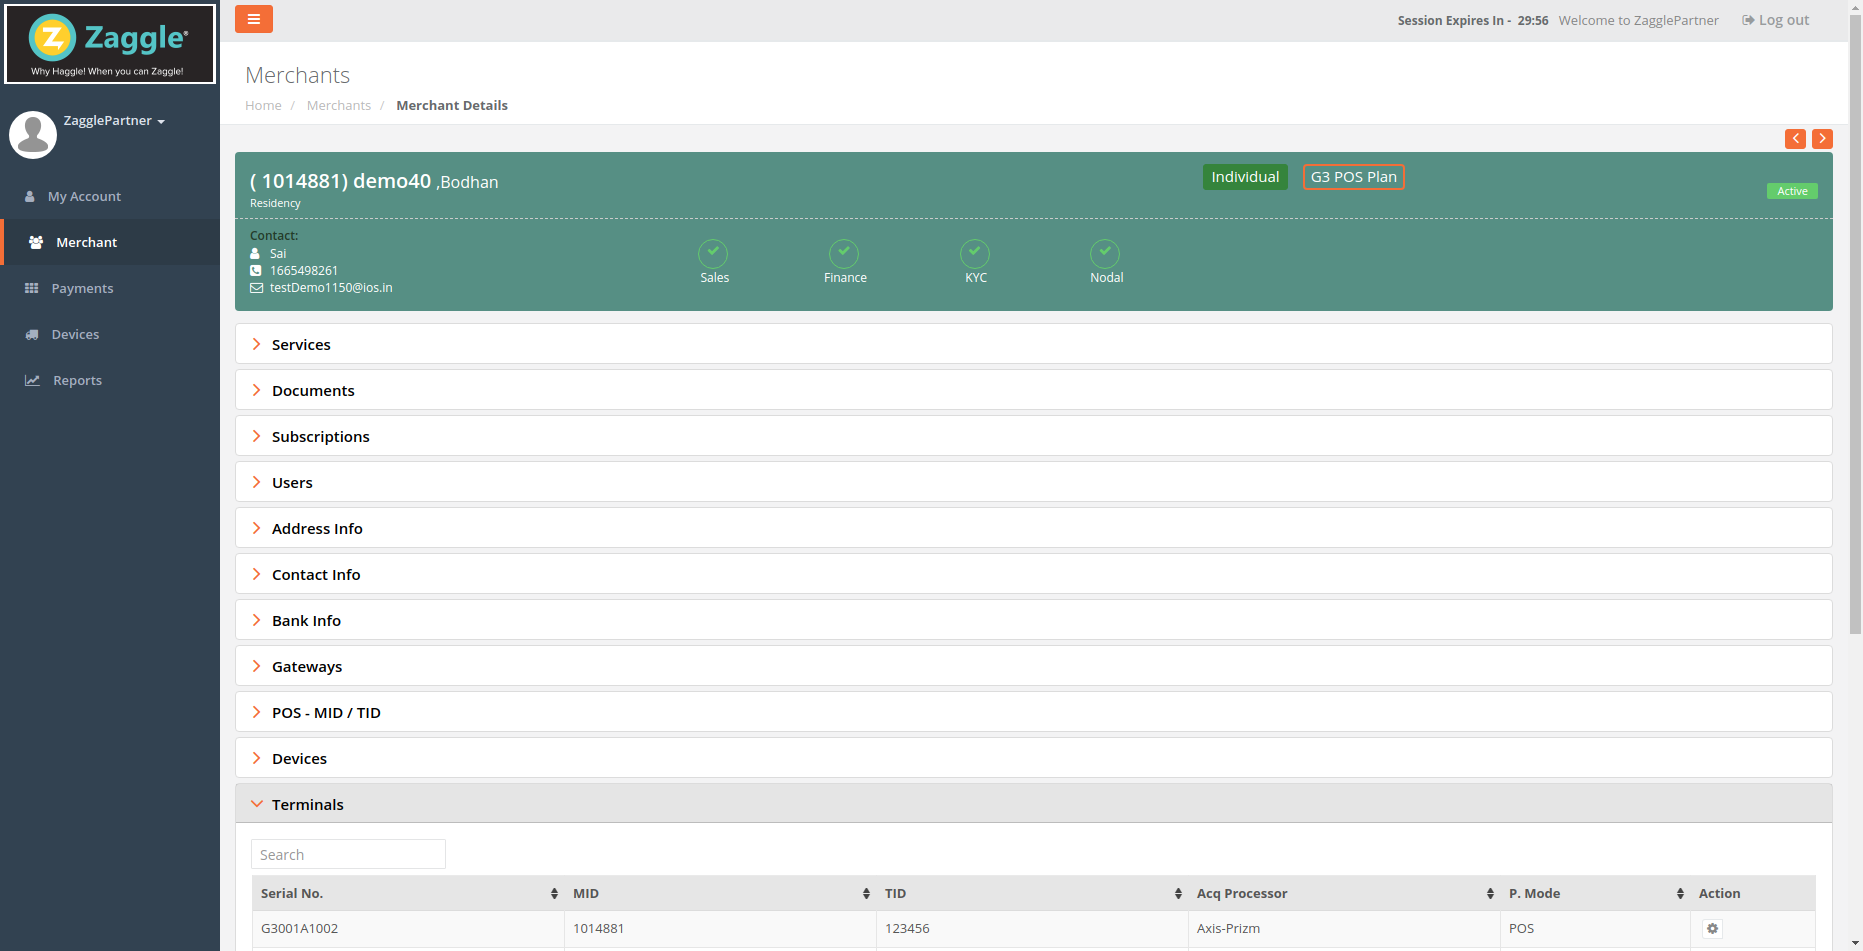 Zaggle®
Why Haggle! When you can Zaggle!
Session Expires In - 29:56 Welcome to ZagglePartner Log out
ZagglePartner
My Account
Merchant
Payments
Devices
Reports
Merchants
Home / Merchants / Merchant Details
( 1014881) demo40 ,Bodhan
Residency
Individual
G3 POS Plan
Active
Contact:
Sai
1665498261
testDemo1150@ios.in
Sales
Finance
KYC
Nodal
Services
Documents
Subscriptions
Users
Address Info
Contact Info
Bank Info
Gateways
POS - MID / TID
Devices
Terminals
Search
Serial No. MID TID Acq Processor P. Mode Action
G3001A1002 1014881 123456 Axis-Prizm POS